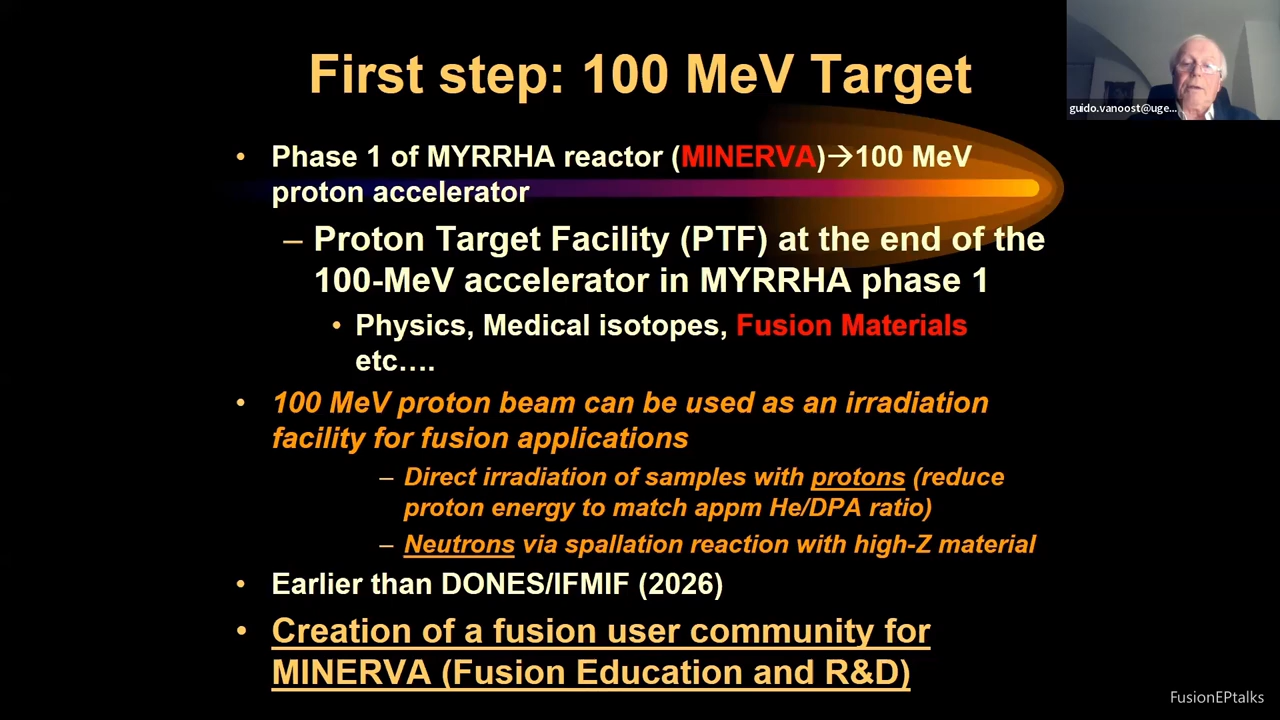 First step: 100 MeV Target
guido.vanoost@uge...
• Phase 1 of MYRRHA reactor (MINERVA)→100 MeV
proton accelerator
– Proton Target Facility (PTF) at the end of the
100-MeV accelerator in MYRRHA phase 1
• Physics, Medical isotopes, Fusion Materials
etc….
• 100 MeV proton beam can be used as an irradiation
facility for fusion applications
– Direct irradiation of samples with protons (reduce
proton energy to match appm He/DPA ratio)
– Neutrons via spallation reaction with high-Z material
• Earlier than DONES/IFMIF (2026)
• Creation of a fusion user community for
MINERVA (Fusion Education and R&D)
FusionEPtalks